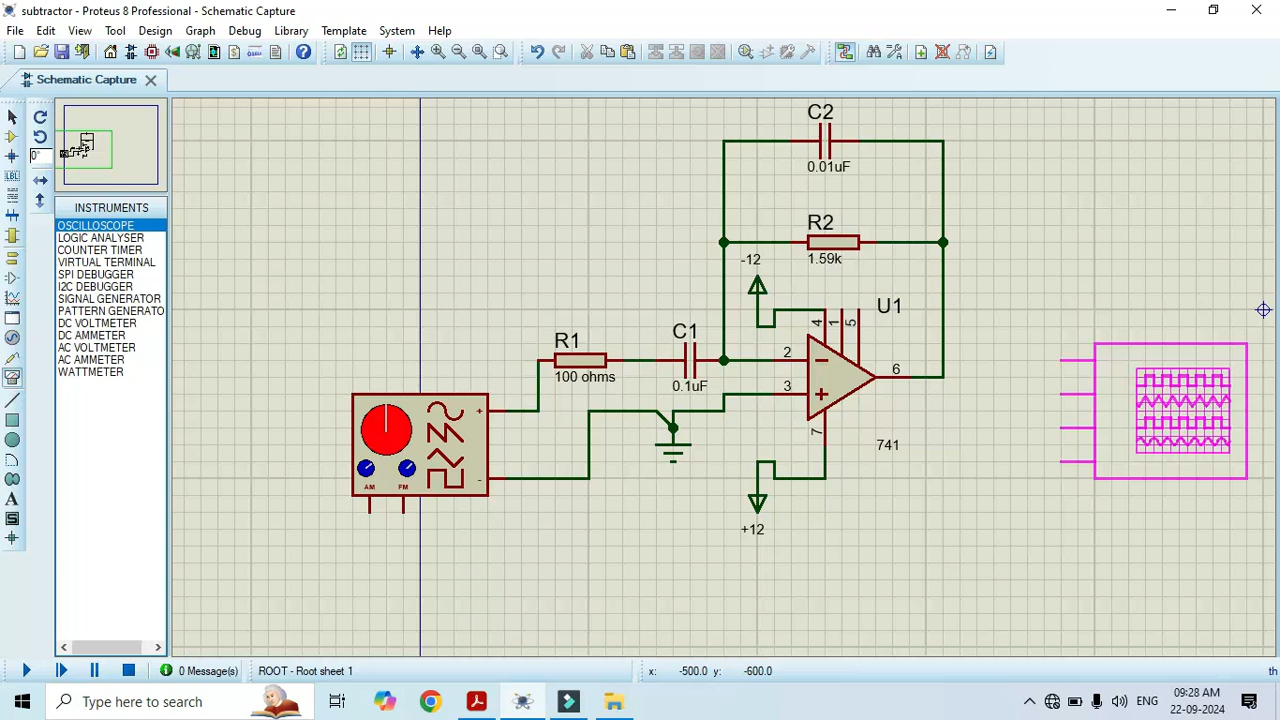 subtractor - Proteus 8 Professional - Schematic Capture
File Edit View Tool Design Graph Debug Library Template System Help
Schematic Capture
0°
INSTRUMENTS
OSCILLOSCOPE
LOGIC ANALYSER
COUNTER TIMER
VIRTUAL TERMINAL
SPI DEBUGGER
I2C DEBUGGER
SIGNAL GENERATOR
PATTERN GENERATO
DC VOLTMETER
DC AMMETER
AC VOLTMETER
AC AMMETER
WATTMETER
C2
0.01uF
R2
1.59k
-12
U1
4 1 5
R1
100 ohms
C1
0.1uF
2
3
6
7
741
+12
+
-
AM FM
0 Message(s)
ROOT - Root sheet 1
x: -500.0 y: -600.0
th
Type here to search
ENG
09:28 AM
22-09-2024